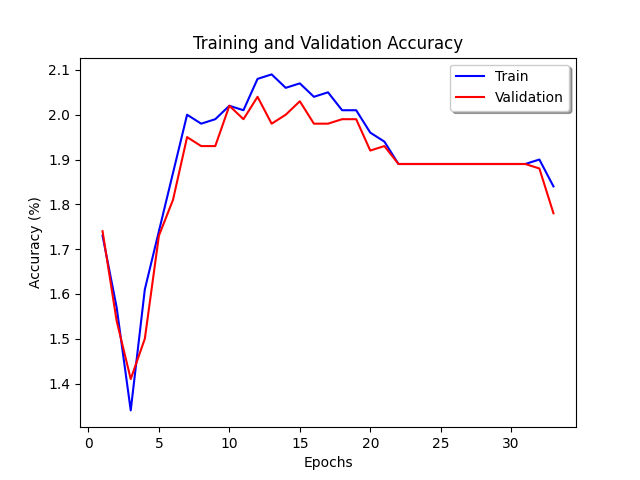 Training and Validation Accuracy
Train
Validation
2.1
2.0
1.9
1.8
1.7
1.6
1.5
1.4
Accuracy (%)
0 5 10 15 20 25 30
Epochs